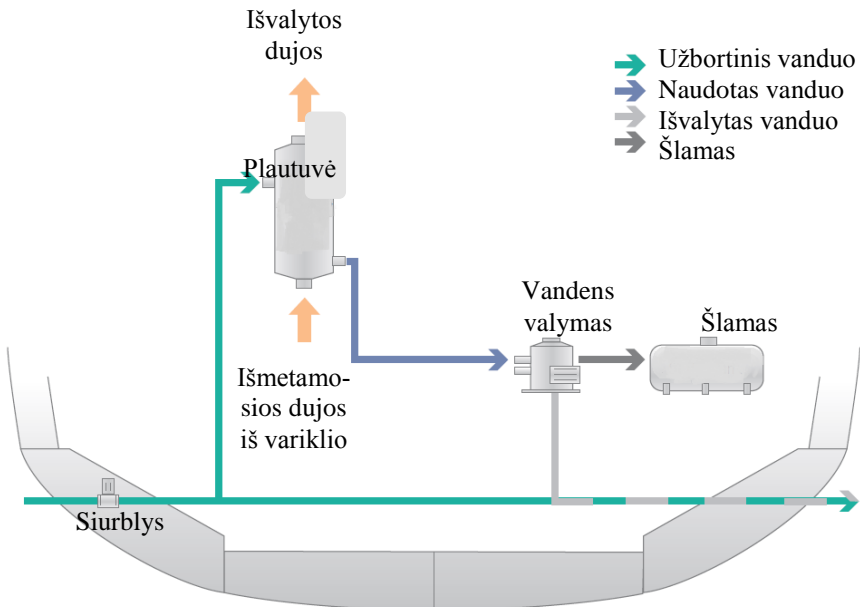 Išvalytos
dujos
Užbortinis vanduo
Naudotas vanduo
Išvalytas vanduo
Šlamas
Plautuvė
Vandens
valymas
Šlamas
Išmetamo-
sios dujos
iš variklio
Siurblys